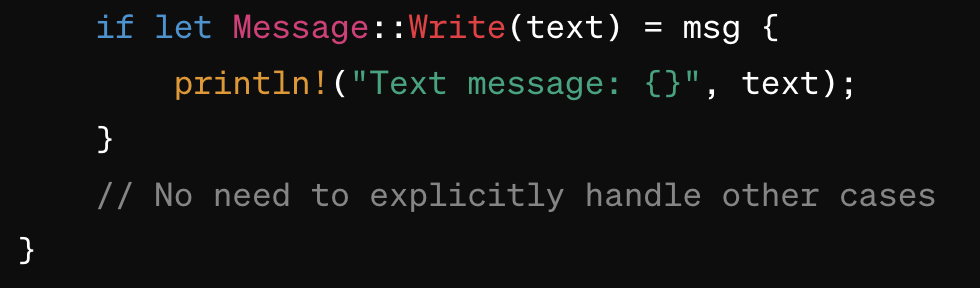 if let Message::Write(text) = msg {
println!("Text message: {}", text);
}
// No need to explicitly handle other cases
}